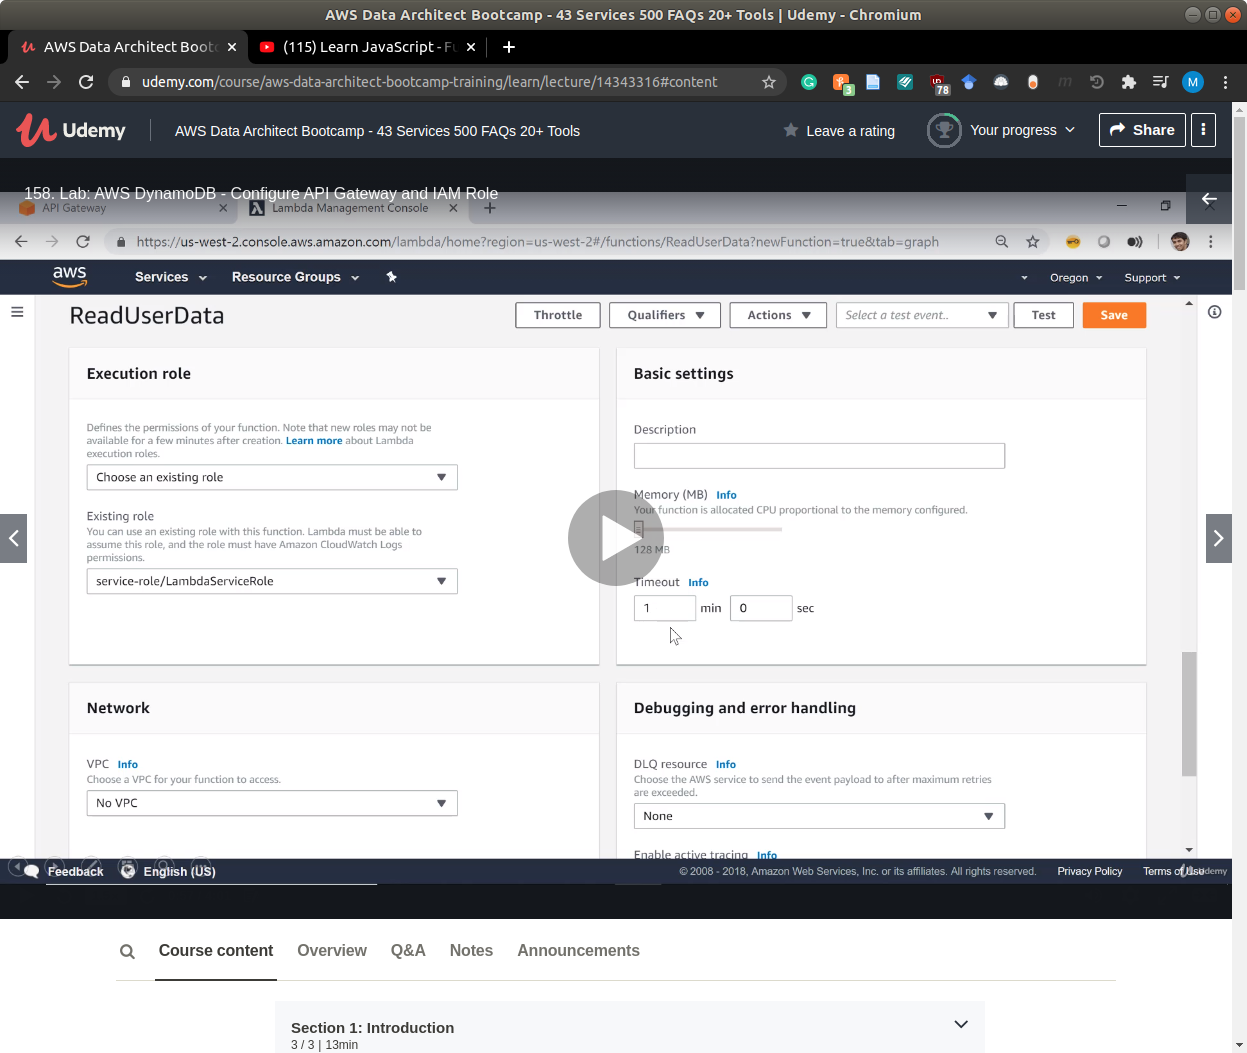 AWS Data Architect Bootcamp - 43 Services 500 FAQs 20+ Tools | Udemy - Chromium
AWS Data Architect Bootc
(115) Learn JavaScript - Fu
udemy.com/course/aws-data-architect-bootcamp-training/learn/lecture/14343316#content
3
78
M
Udemy
AWS Data Architect Bootcamp - 43 Services 500 FAQs 20+ Tools
Leave a rating
Your progress
Share
158. Lab: AWS DynamoDB - Configure API Gateway and IAM Role
API Gateway
Lambda Management Console
https://us-west-2.console.aws.amazon.com/lambda/home?region=us-west-2#/functions/ReadUserData?newFunction=true&tab=graph
aws
Services
Resource Groups
Oregon
Support
ReadUserData
Throttle
Qualifiers
Actions
Select a test event..
Test
Save
Execution role
Defines the permissions of your function. Note that new roles may not be
available for a few minutes after creation. Learn more about Lambda
execution roles.
Choose an existing role
Existing role
You can use an existing role with this function. Lambda must be able to
assume this role, and the role must have Amazon CloudWatch Logs
permissions.
service-role/LambdaServiceRole
Basic settings
Description
Memory (MB) Info
Your function is allocated CPU proportional to the memory configured.
128 MB
Timeout Info
1 min 0 sec
Network
VPC Info
Choose a VPC for your function to access.
No VPC
Debugging and error handling
DLQ resource Info
Choose the AWS service to send the event payload to after maximum retries
are exceeded.
None
Enable active tracing Info
Feedback
English (US)
© 2008 - 2018, Amazon Web Services, Inc. or its affiliates. All rights reserved.
Privacy Policy
Terms of Use
Udemy
Course content
Overview
Q&A
Notes
Announcements
Section 1: Introduction
3 / 3 | 13min